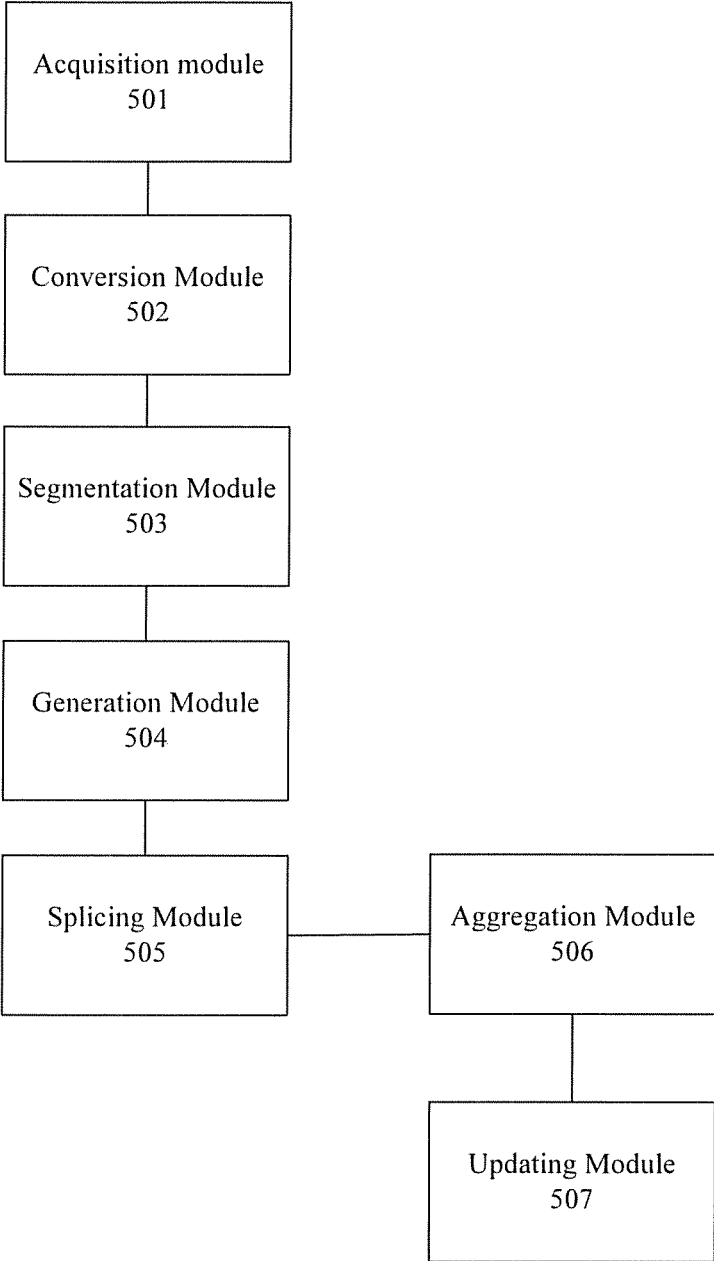 Acquisition module
501
Conversion Module
502
Segmentation Module
503
Generation Module
504
Splicing Module
505
Aggregation Module
506
Updating Module
507